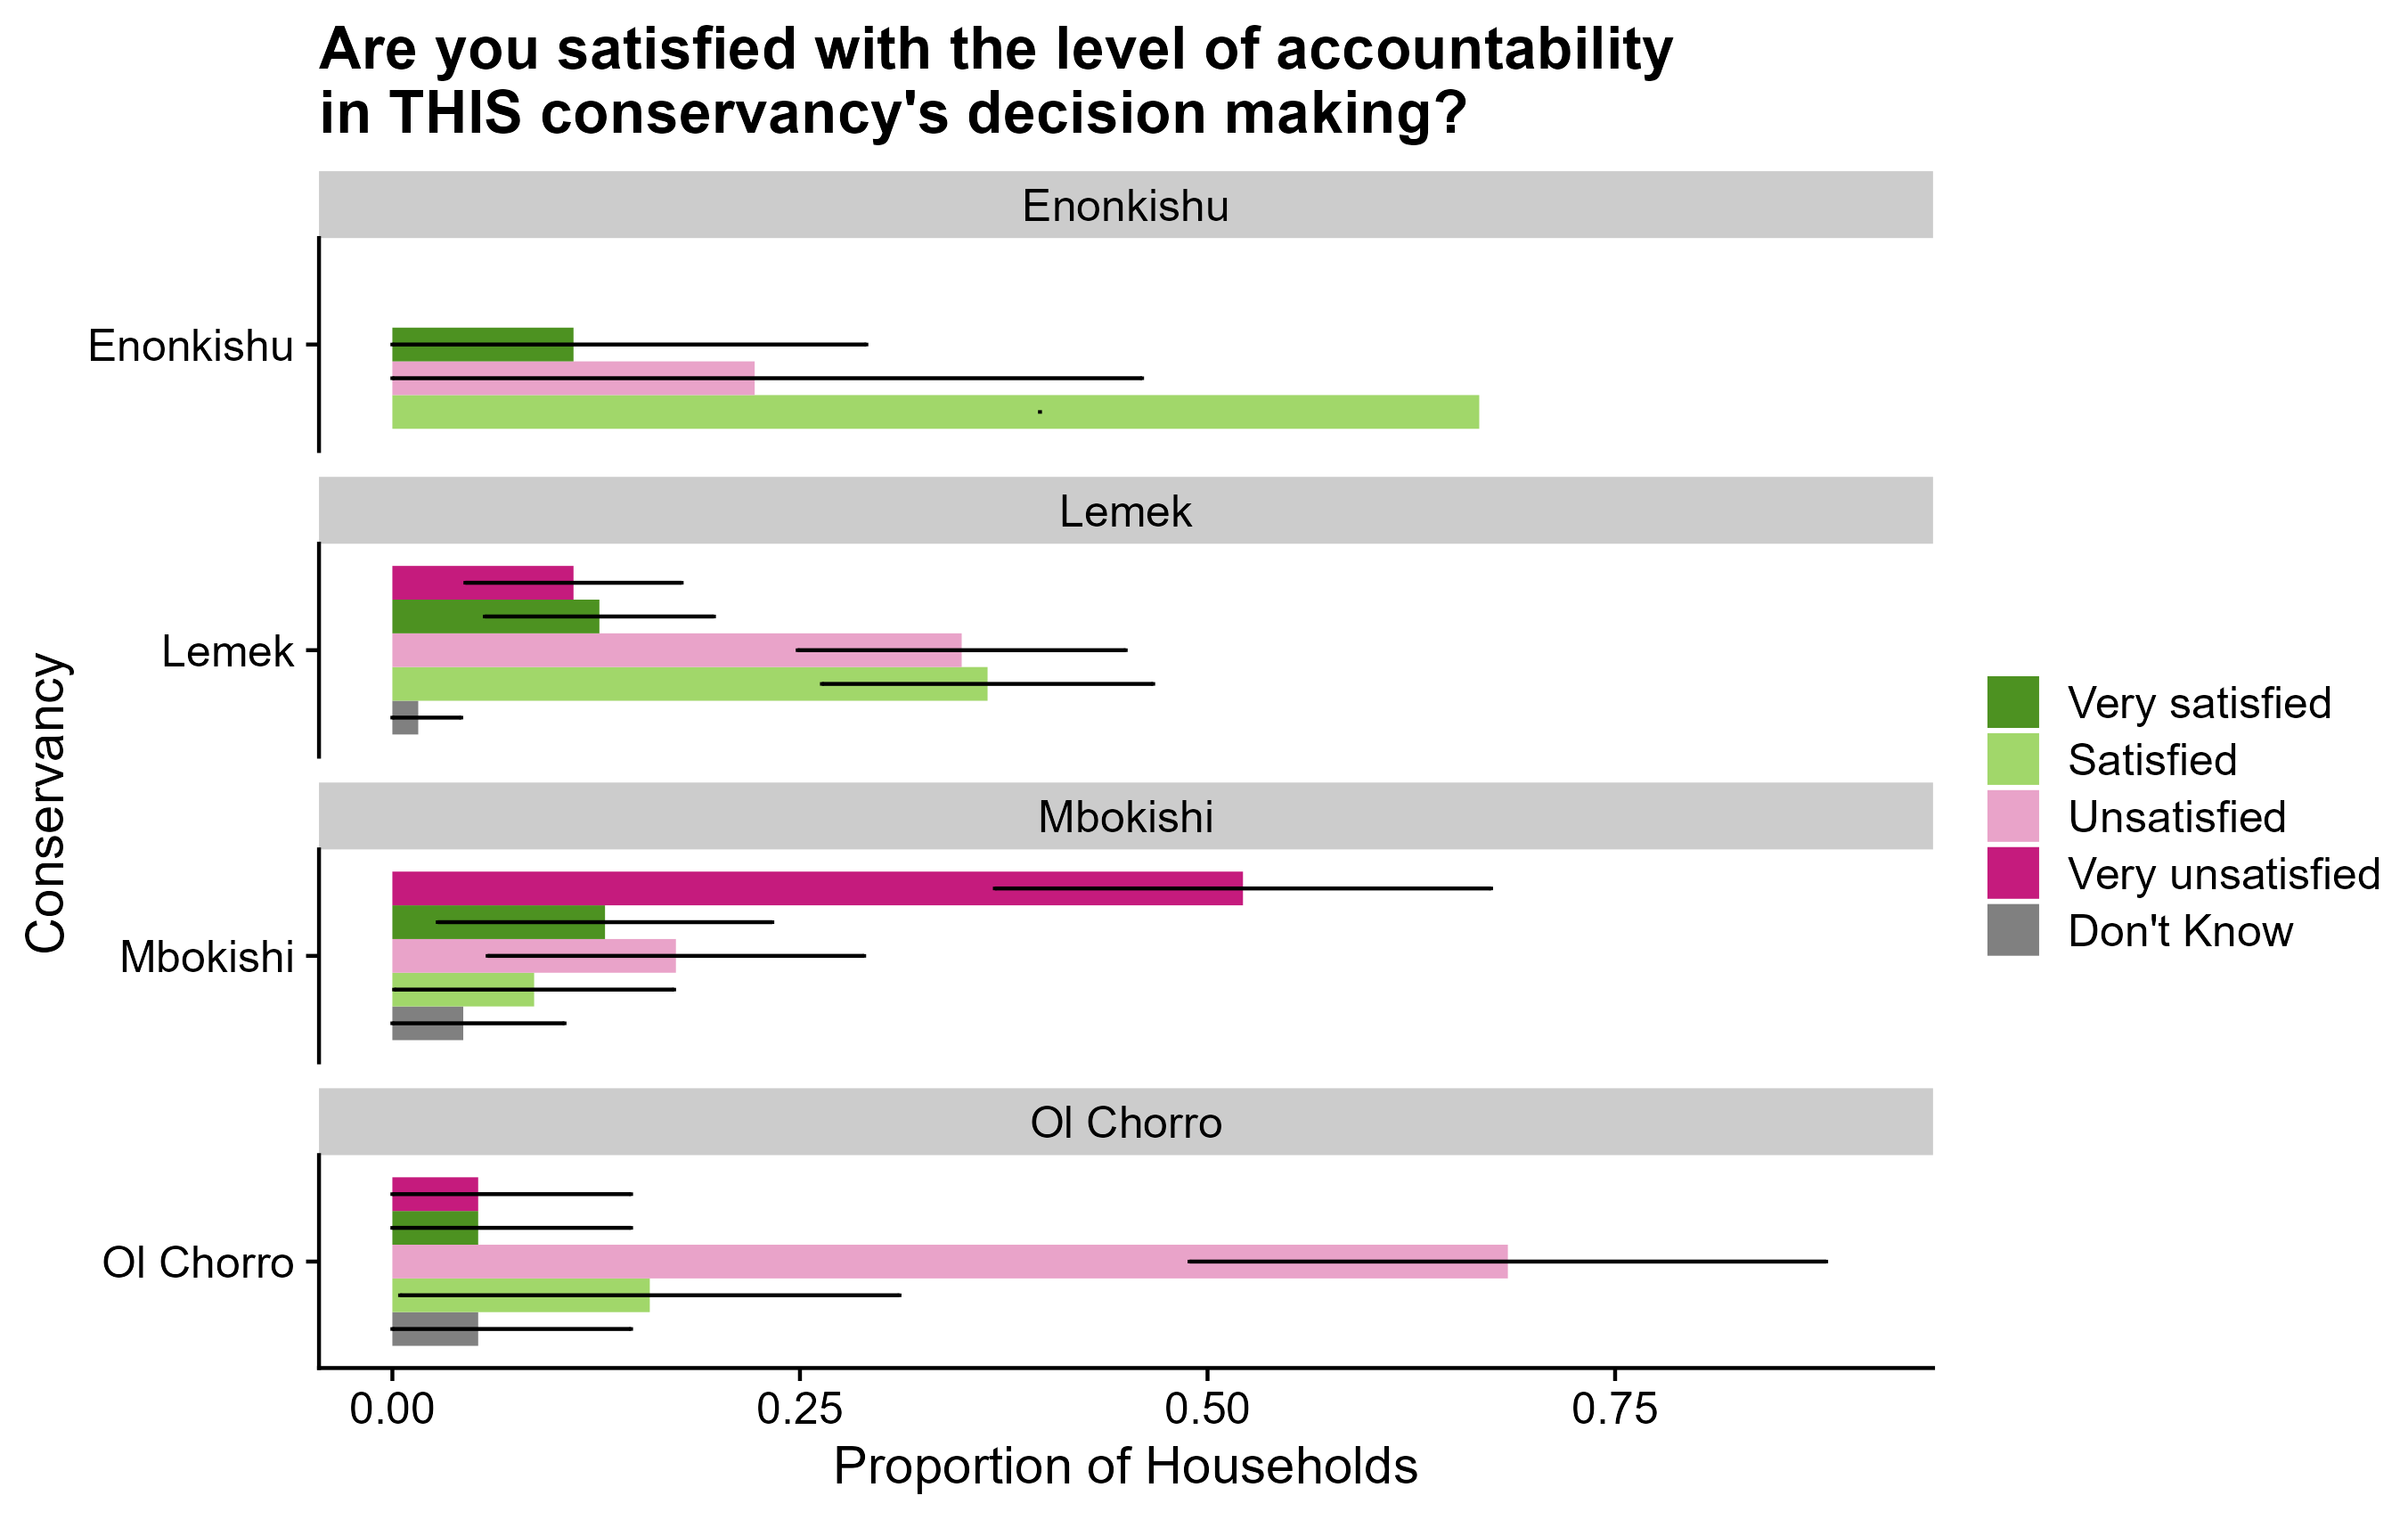 Are you satisfied with the level of accountability
in THIS conservancy's decision making?
Enonkishu
Enonkishu
Lemek
Lemek
Mbokishi
Mbokishi
Ol Chorro
Ol Chorro
Conservancy
0.00 0.25 0.50 0.75
Proportion of Households
Very satisfied
Satisfied
Unsatisfied
Very unsatisfied
Don't Know